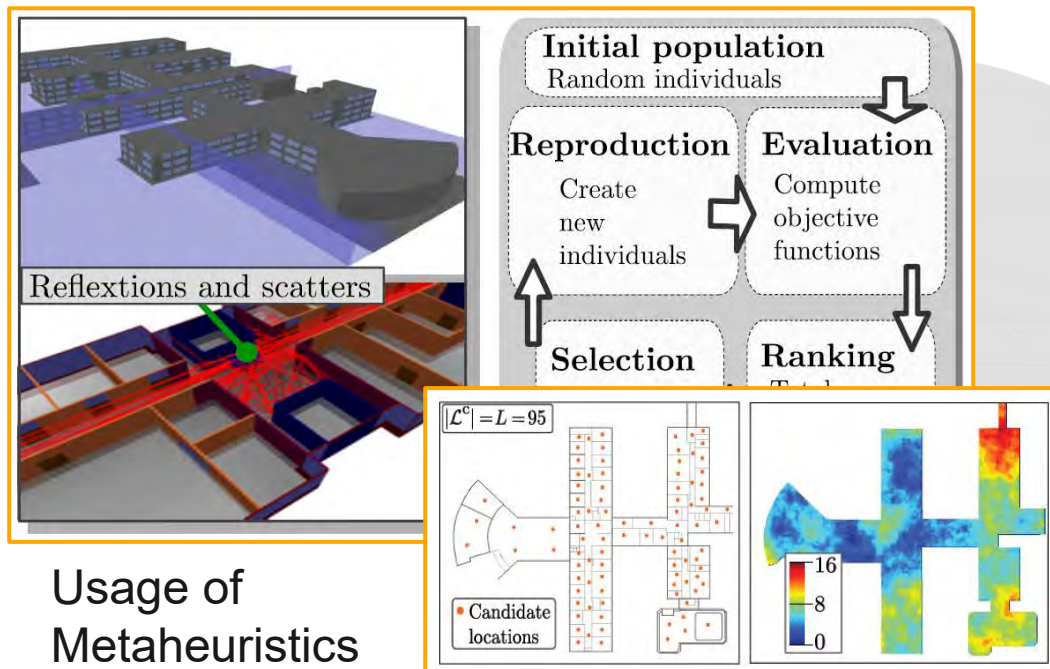 Initial population
Random individuals
Reproduction
Create
new
individuals
Evaluation
Compute
objective
functions
Reflextions and scatters
Selection
Ranking
|𝓛ᶜ| = L = 95
Candidate
locations
16
8
0
Usage of
Metaheuristics